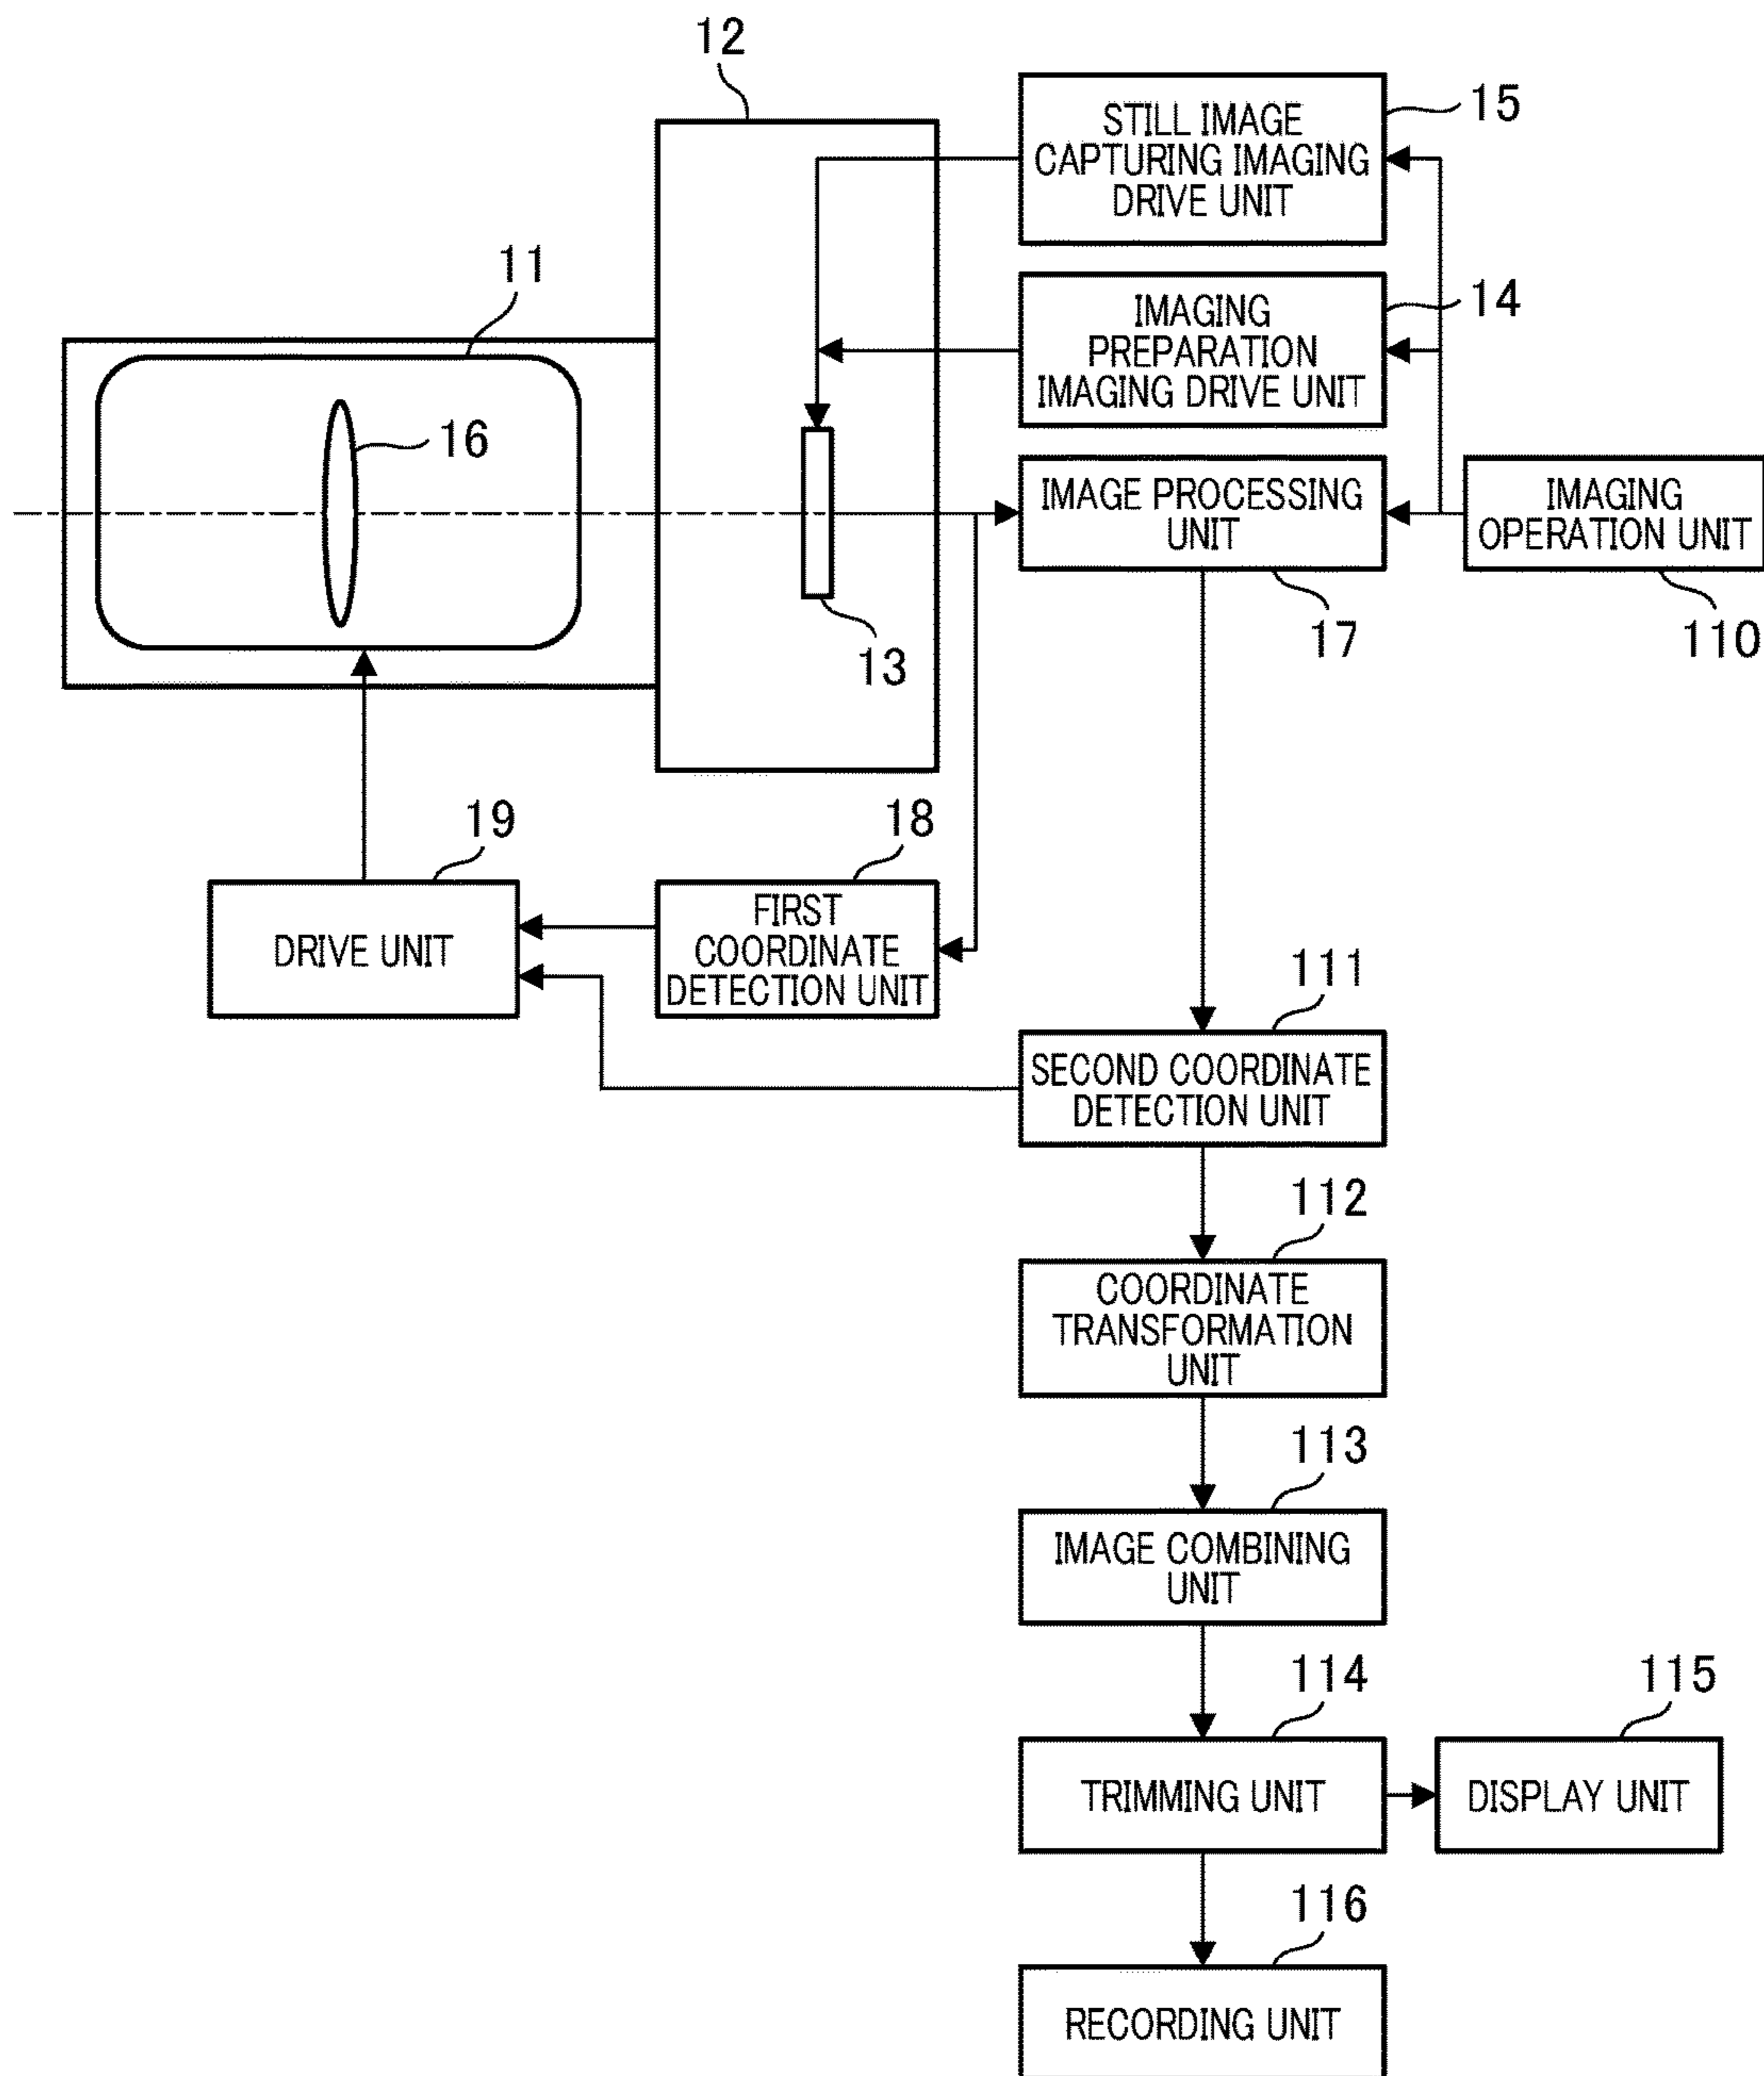 12
15
STILL IMAGE
CAPTURING IMAGING
DRIVE UNIT
11
14
IMAGING
PREPARATION
IMAGING DRIVE UNIT
16
IMAGE PROCESSING
UNIT
IMAGING
OPERATION UNIT
13
17
110
19
18
DRIVE UNIT
FIRST
COORDINATE
DETECTION UNIT
111
SECOND COORDINATE
DETECTION UNIT
112
COORDINATE
TRANSFORMATION
UNIT
113
IMAGE COMBINING
UNIT
114
115
TRIMMING UNIT
DISPLAY UNIT
116
RECORDING UNIT